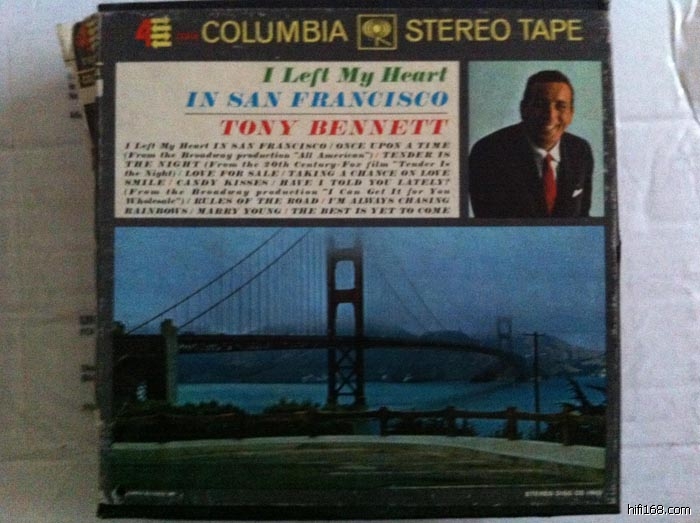 4 COLUMBIA STEREO TAPE
I Left My Heart
IN SAN FRANCISCO
TONY BENNETT
I Left My Heart IN SAN FRANCISCO / ONCE UPON A TIME
(From the Broadway production "All American") / TENDER IS
THE NIGHT (From the 20th Century-Fox film "Tender Is
the Night) / LOVE FOR SALE / TAKING A CHANCE ON LOVE
SMILE / CANDY KISSES / HAVE I TOLD YOU LATELY?
(From the Broadway production "I Can Get It for You
Wholesale") / RULES OF THE ROAD / I'M ALWAYS CHASING
RAINBOWS / MARRY YOUNG / THE BEST IS YET TO COME
STEREO DISC CS
hifi168.com